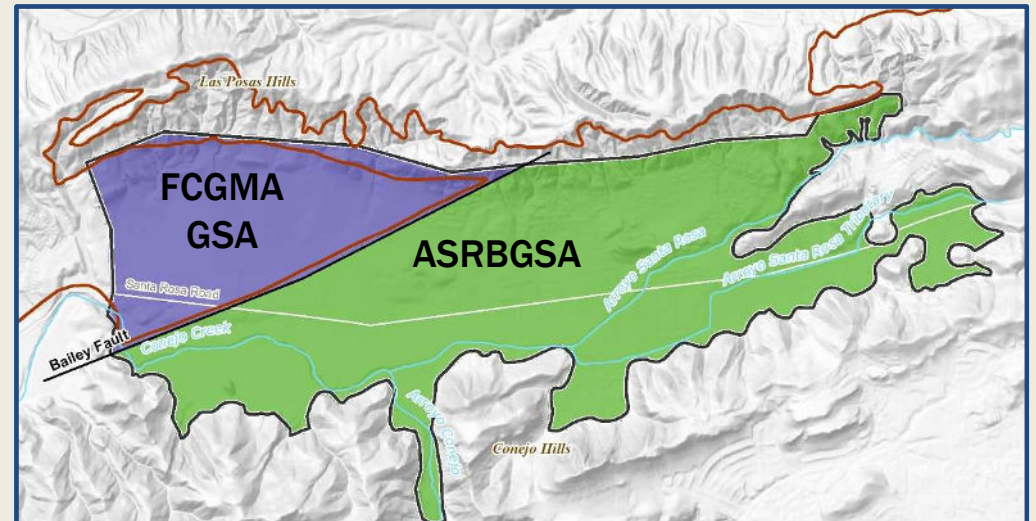 Las Posas Hills
FCGMA
GSA
ASRBGSA
Arroyo Santa Rosa
Arroyo Santa Rosa Tributary
Santa Rosa Road
Bailey Fault
Conejo Creek
Arroyo Conejo
Conejo Hills